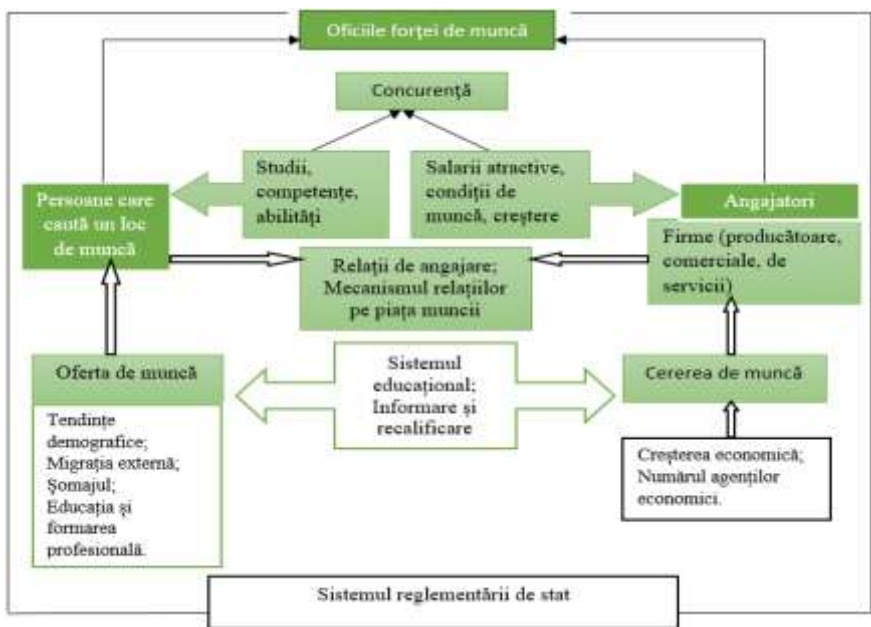 Oficiile forței de muncă
Concurență
Studii,
competențe,
abilități
Salarii atractive,
condiții de
muncă, creștere
Persoane care
caută un loc
de muncă
Angajatori
Firme (producătoare,
comerciale, de
servicii)
Relații de angajare;
Mecanismul relațiilor
pe piața muncii
Oferta de muncă
Tendințe
demografice;
Migrația externă;
Șomajul;
Educația și
formarea
profesională.
Sistemul
educațional;
Informare și
recalificare
Cererea de muncă
Creșterea economică;
Numărul agenților
economici.
Sistemul reglementării de stat